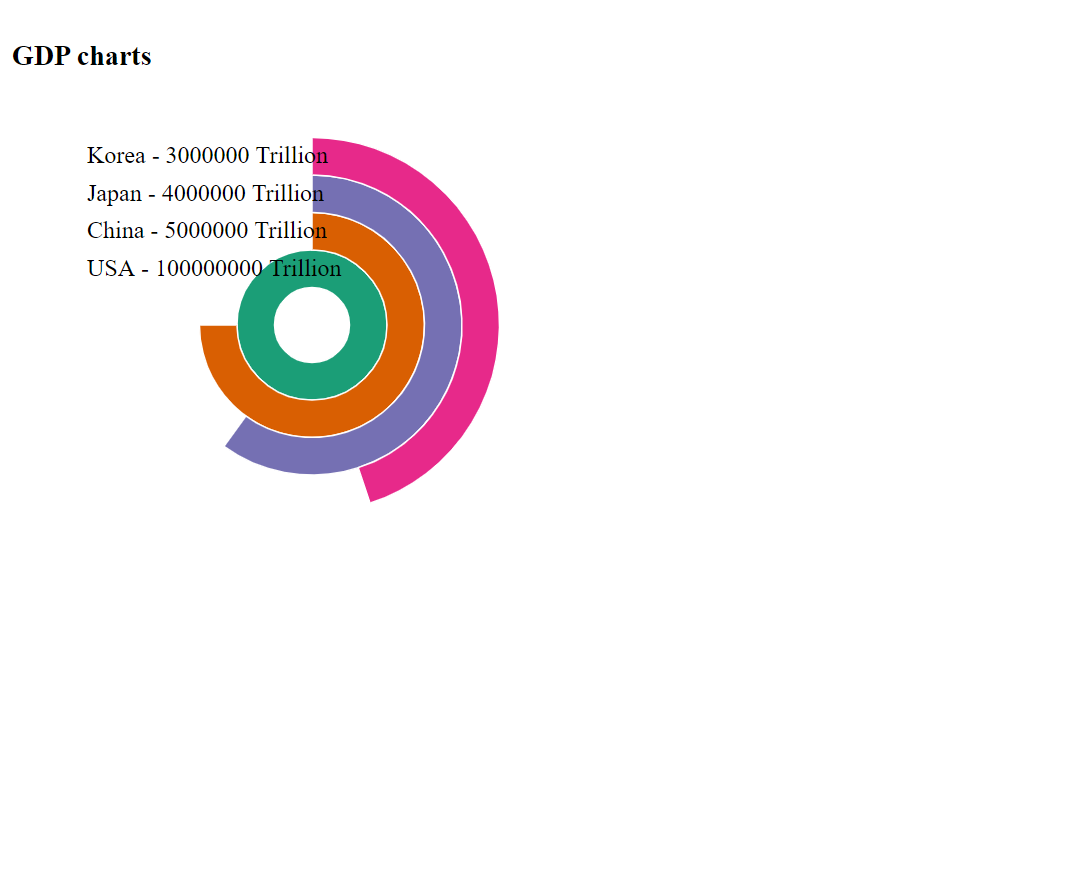 GDP charts
Korea - 3000000 Trillion
Japan - 4000000 Trillion
China - 5000000 Trillion
USA - 100000000 Trillion